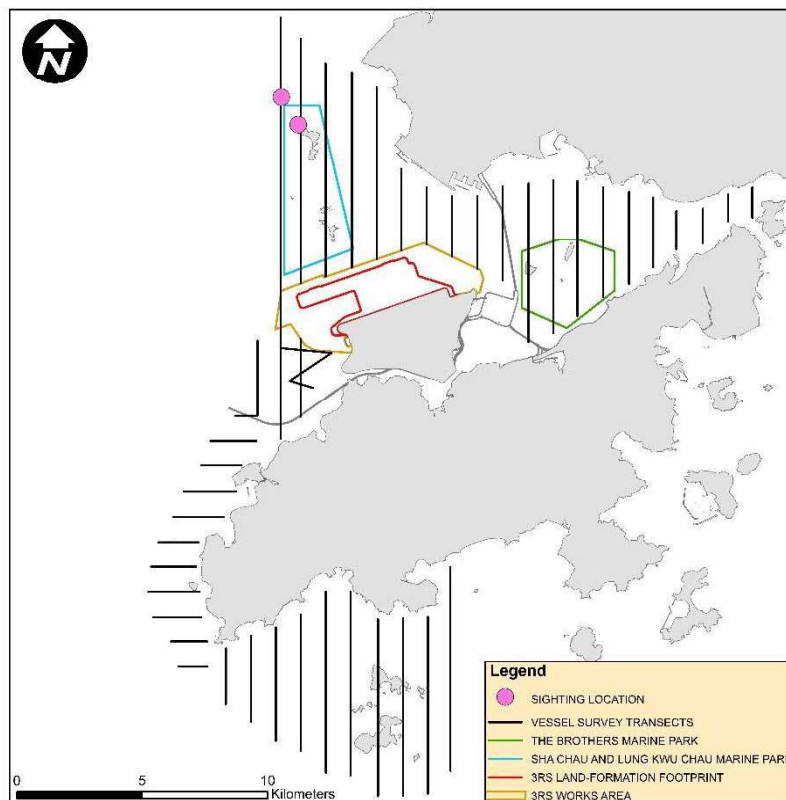 N
Legend
SIGHTING LOCATION
VESSEL SURVEY TRANSECTS
THE BROTHERS MARINE PARK
SHA CHAU AND LUNG KWU CHAU MARINE PARK
3RS LAND-FORMATION FOOTPRINT
3RS WORKS AREA
0 5 10
Kilometers